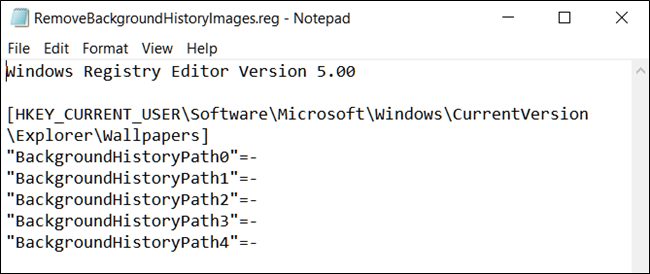 RemoveBackgroundHistoryImages.reg - Notepad
File Edit Format View Help
Windows Registry Editor Version 5.00
[HKEY_CURRENT_USER\Software\Microsoft\Windows\CurrentVersion
\Explorer\Wallpapers]
"BackgroundHistoryPath0"=-
"BackgroundHistoryPath1"=-
"BackgroundHistoryPath2"=-
"BackgroundHistoryPath3"=-
"BackgroundHistoryPath4"=-